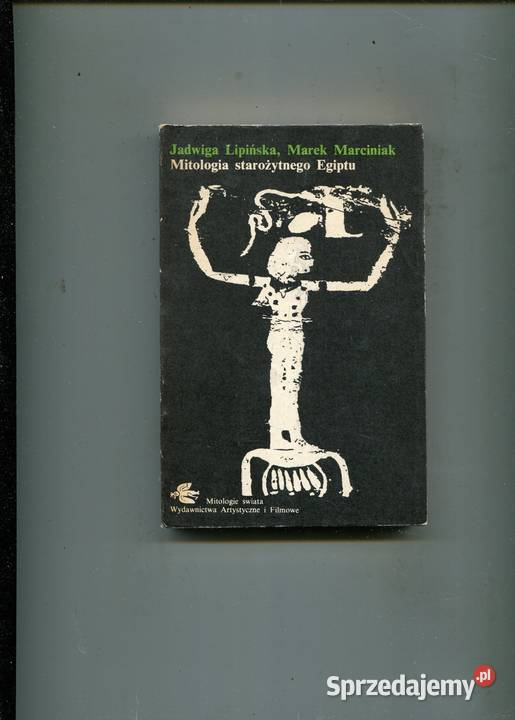 Jadwiga Lipińska, Marek Marciniak
Mitologia starożytnego Egiptu
Mitologie świata
Wydawnictwa Artystyczne i Filmowe
Sprzedajemy.pl